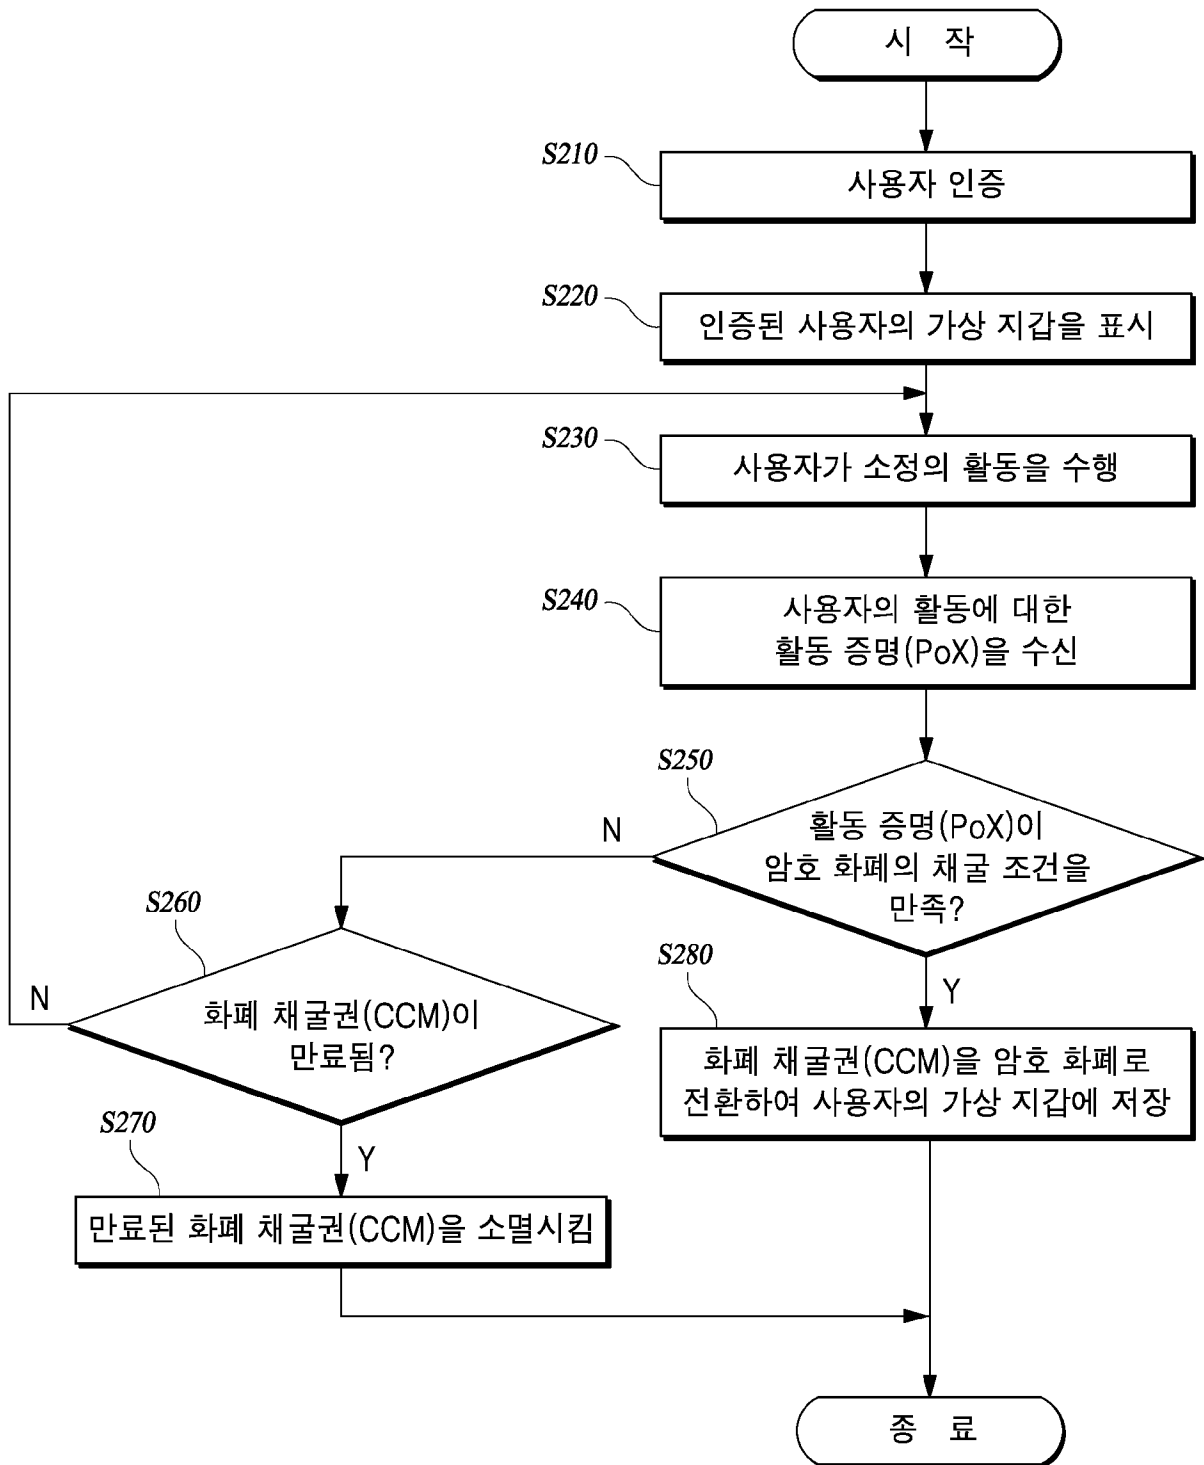 시 작
S210
사용자 인증
S220
인증된 사용자의 가상 지갑을 표시
S230
사용자가 소정의 활동을 수행
S240
사용자의 활동에 대한
활동 증명(PoX)을 수신
S250
활동 증명(PoX)이
암호 화폐의 채굴 조건을
만족?
N
S260
화폐 채굴권(CCM)이
만료됨?
N
Y
S280
화폐 채굴권(CCM)을 암호 화폐로
전환하여 사용자의 가상 지갑에 저장
S270
Y
만료된 화폐 채굴권(CCM)을 소멸시킴
종 료